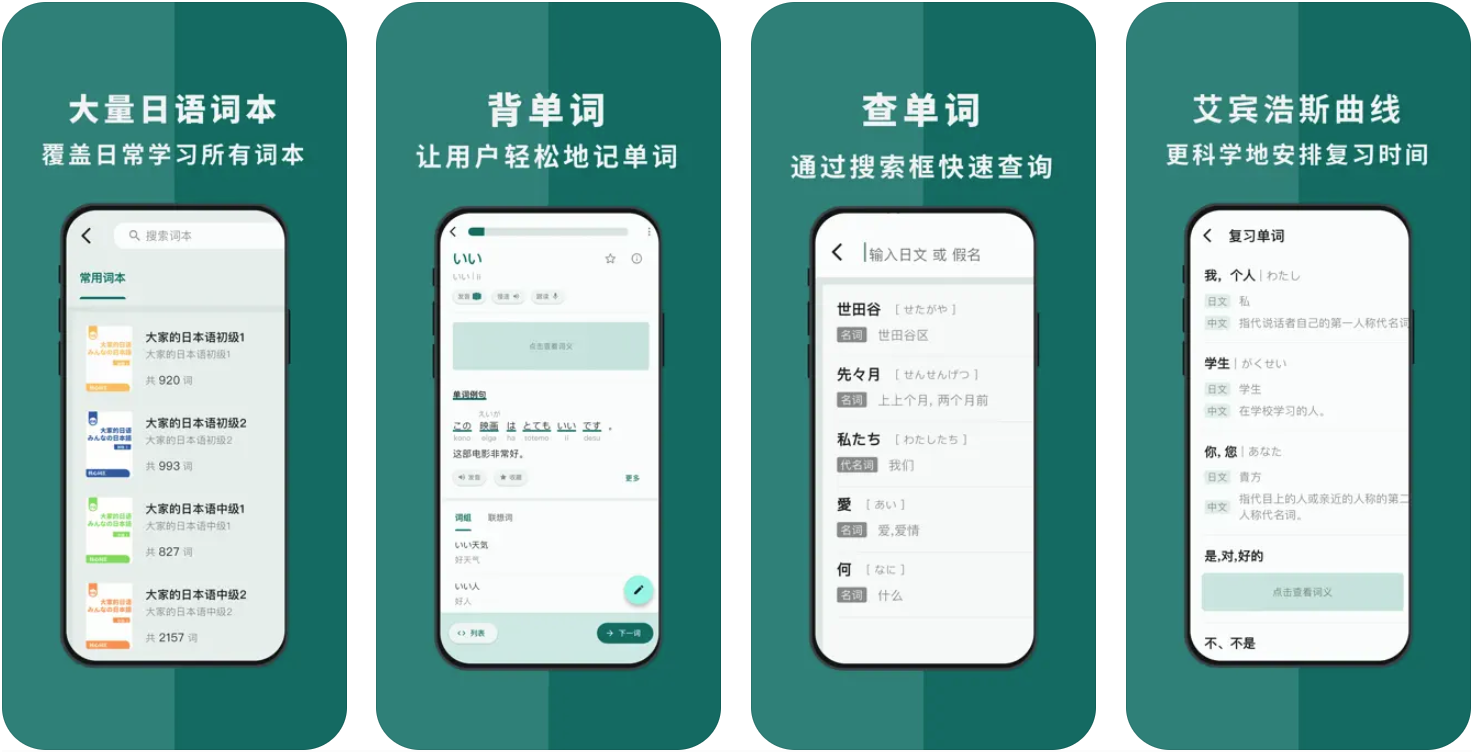 大量日语词本
覆盖日常学习所有词本
搜索词本
常用词本
大家的日语
みんなの日本語
大家的日本语初级1
大家的日本语初级1
共 920 词
大家的日语
みんなの日本語
大家的日本语初级2
大家的日本语初级2
共 993 词
大家的日语
みんなの日本語
大家的日本语中级1
大家的日本语中级1
共 827 词
大家的日语
みんなの日本語
大家的日本语中级2
大家的日本语中级2
共 2157 词
背单词
让用户轻松地记单词
いい
いい | ii
点击查看词义
单词例句
えいが
この 映画 は とても いい です 。
kono eiga ha totemo ii desu
这部电影非常好。
发音 收藏 更多
词组 联想词
いい天気
好天气
いい人
好人
列表 下一词
查单词
通过搜索框快速查询
输入日文 或 假名
世田谷 [ せたがや ]
名词 世田谷区
先々月 [ せんせんげつ ]
名词 上上个月, 两个月前
私たち [ わたしたち ]
代名词 我们
愛 [ あい ]
名词 爱,爱情
何 [ なに ]
名词 什么
艾宾浩斯曲线
更科学地安排复习时间
复习单词
我，个人 | わたし
日文 私
中文 指代说话者自己的第一人称代名词
学生 | がくせい
日文 学生
中文 在学校学习的人。
你, 您 | あなた
日文 貴方
中文 指代目上的人或亲近的人称的第二
人称代名词。
是,对,好的
点击查看词义
不、不是